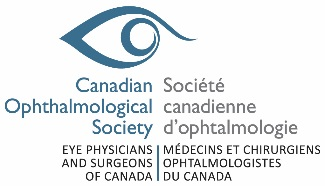 Canadian
Ophthalmological
Society
Société
canadienne
d'ophtalmologie
EYE PHYSICIANS
AND SURGEONS
OF CANADA
MÉDECINS ET CHIRURGIENS
OPHTALMOLOGISTES
DU CANADA